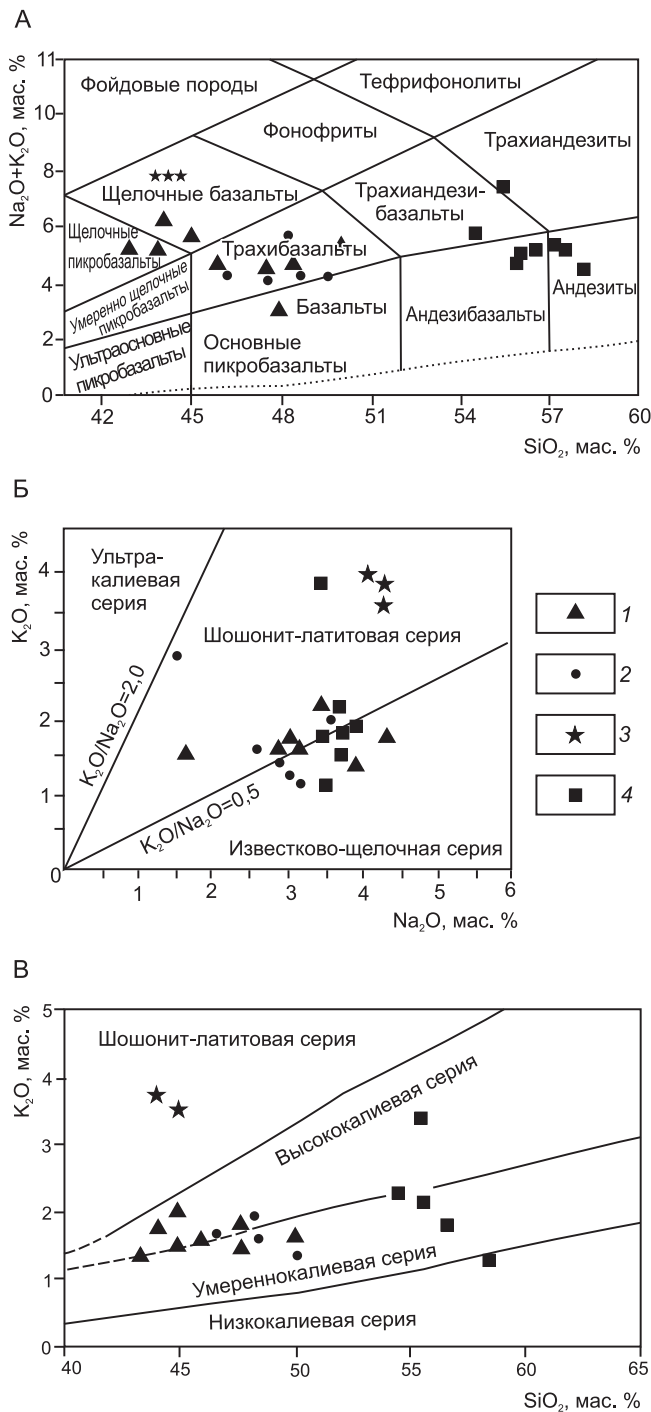 А
Na₂O+K₂O, мас. %
11
10
8
6
4
2
0
Фойдовые породы
Тефрифонолиты
Фонофриты
Трахиандезиты
Щелочные базальты
Трахиандези-
базальты
Щелочные
пикробазальты
Трахибазальты
Умеренно щелочные
пикробазальты
Базальты
Андезибазальты
Андезиты
Ультраосновные
пикробазальты
Основные
пикробазальты
42
45
48
51
54
57
60
SiO₂, мас. %
Б
K₂O, мас. %
4
3
2
1
0
Ультра-
калиевая
серия
Шошонит-латитовая серия
K₂O/Na₂O=2,0
K₂O/Na₂O=0,5
Известково-щелочная серия
1
2
3
4
5
6
Na₂O, мас. %
1
2
3
4
В
K₂O, мас. %
5
4
3
2
1
0
Шошонит-латитовая серия
Высококалиевая серия
Умереннокалиевая серия
Низкокалиевая серия
40
45
50
55
60
65
SiO₂, мас. %